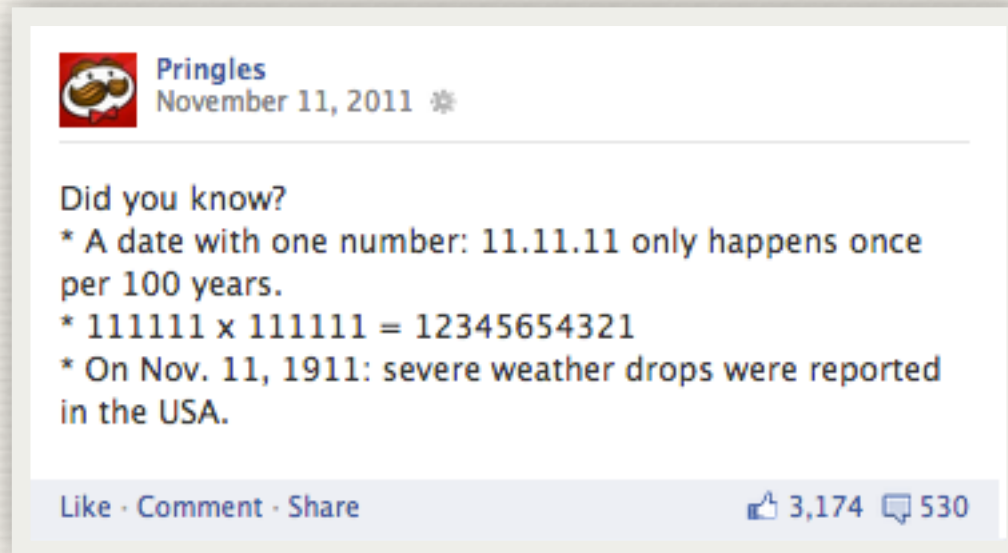 Pringles
November 11, 2011
Did you know?
* A date with one number: 11.11.11 only happens once
per 100 years.
* 111111 x 111111 = 12345654321
* On Nov. 11, 1911: severe weather drops were reported
in the USA.
Like · Comment · Share 3,174 530